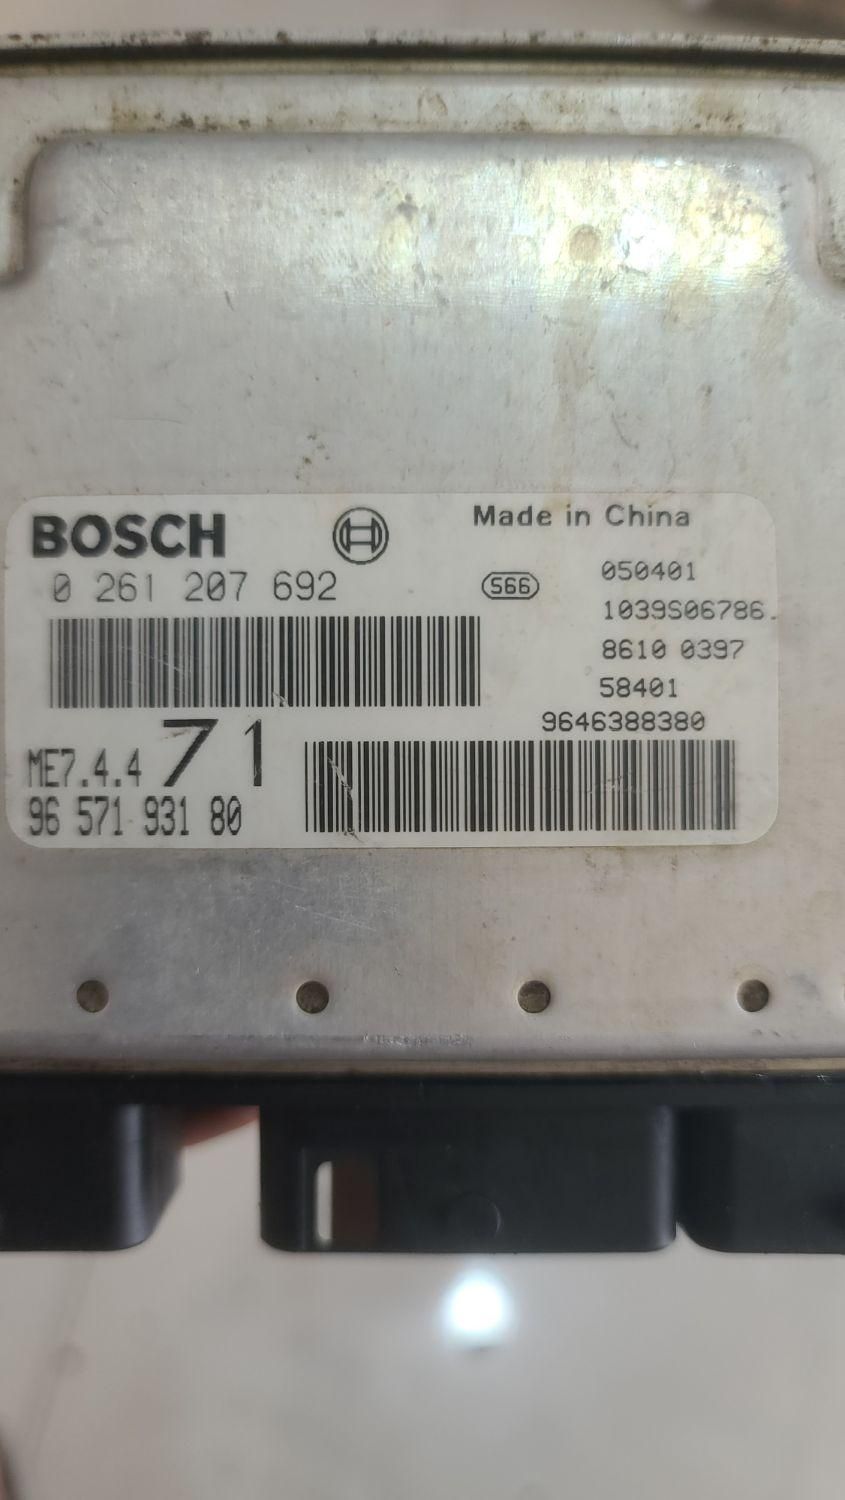 BOSCH
Made in China
0 261 207 692
S66
050401
1039S06786.
8610 0397
58401
9646388380
ME7.4.4 71
96 571 931 80